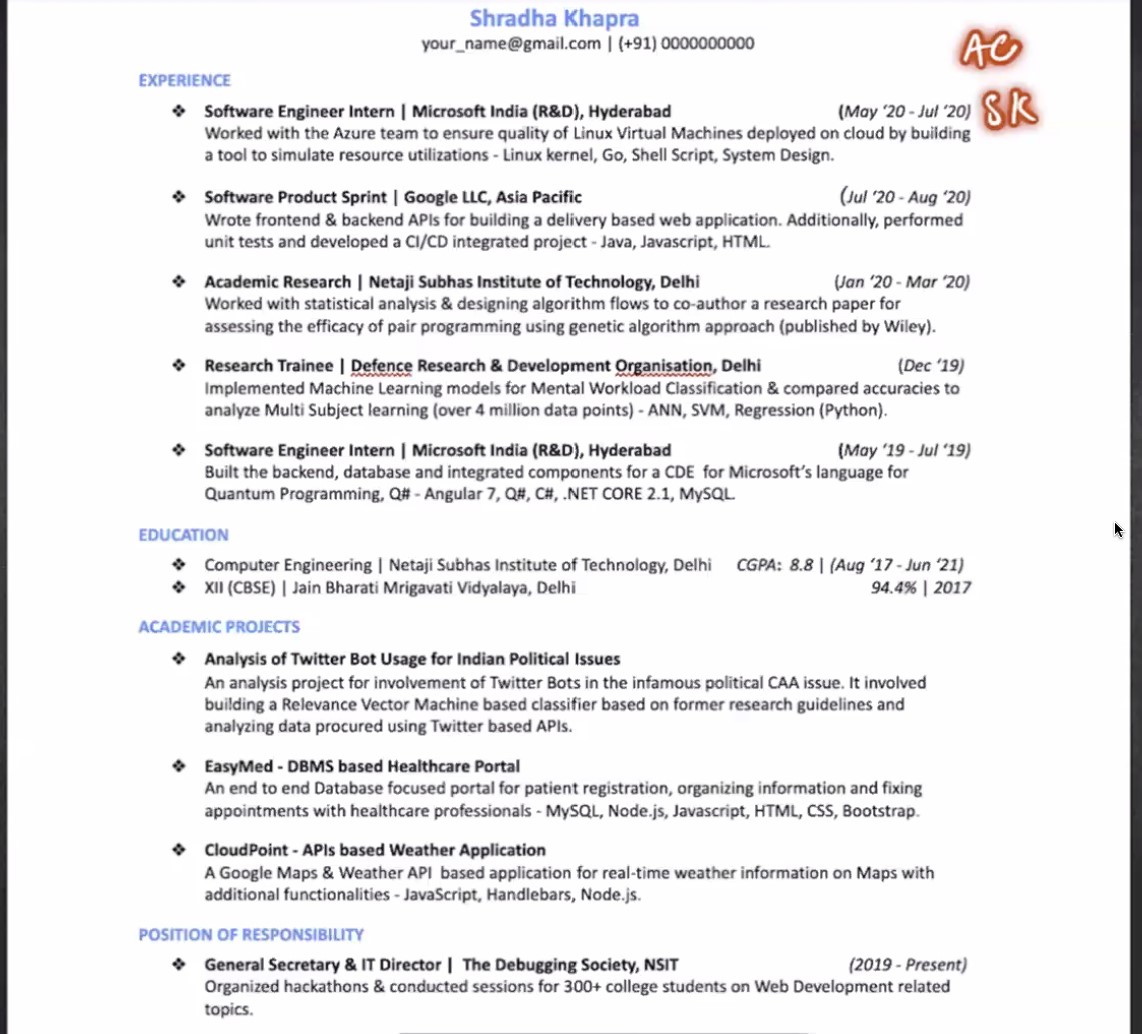 Shradha Khapra
your_name@gmail.com | (+91) 0000000000
AC
SK
EXPERIENCE
❖ Software Engineer Intern | Microsoft India (R&D), Hyderabad (May '20 - Jul '20)
Worked with the Azure team to ensure quality of Linux Virtual Machines deployed on cloud by building
a tool to simulate resource utilizations - Linux kernel, Go, Shell Script, System Design.
❖ Software Product Sprint | Google LLC, Asia Pacific (Jul '20 - Aug '20)
Wrote frontend & backend APIs for building a delivery based web application. Additionally, performed
unit tests and developed a CI/CD integrated project - Java, Javascript, HTML.
❖ Academic Research | Netaji Subhas Institute of Technology, Delhi (Jan '20 - Mar '20)
Worked with statistical analysis & designing algorithm flows to co-author a research paper for
assessing the efficacy of pair programming using genetic algorithm approach (published by Wiley).
❖ Research Trainee | Defence Research & Development Organisation, Delhi (Dec '19)
Implemented Machine Learning models for Mental Workload Classification & compared accuracies to
analyze Multi Subject learning (over 4 million data points) - ANN, SVM, Regression (Python).
❖ Software Engineer Intern | Microsoft India (R&D), Hyderabad (May '19 - Jul '19)
Built the backend, database and integrated components for a CDE for Microsoft's language for
Quantum Programming, Q# - Angular 7, Q#, C#, .NET CORE 2.1, MySQL.
EDUCATION
❖ Computer Engineering | Netaji Subhas Institute of Technology, Delhi CGPA: 8.8 | (Aug '17 - Jun '21)
❖ XII (CBSE) | Jain Bharati Mrigavati Vidyalaya, Delhi 94.4% | 2017
ACADEMIC PROJECTS
❖ Analysis of Twitter Bot Usage for Indian Political Issues
An analysis project for involvement of Twitter Bots in the infamous political CAA issue. It involved
building a Relevance Vector Machine based classifier based on former research guidelines and
analyzing data procured using Twitter based APIs.
❖ EasyMed - DBMS based Healthcare Portal
An end to end Database focused portal for patient registration, organizing information and fixing
appointments with healthcare professionals - MySQL, Node.js, Javascript, HTML, CSS, Bootstrap.
❖ CloudPoint - APIs based Weather Application
A Google Maps & Weather API based application for real-time weather information on Maps with
additional functionalities - JavaScript, Handlebars, Node.js.
POSITION OF RESPONSIBILITY
❖ General Secretary & IT Director | The Debugging Society, NSIT (2019 - Present)
Organized hackathons & conducted sessions for 300+ college students on Web Development related
topics.